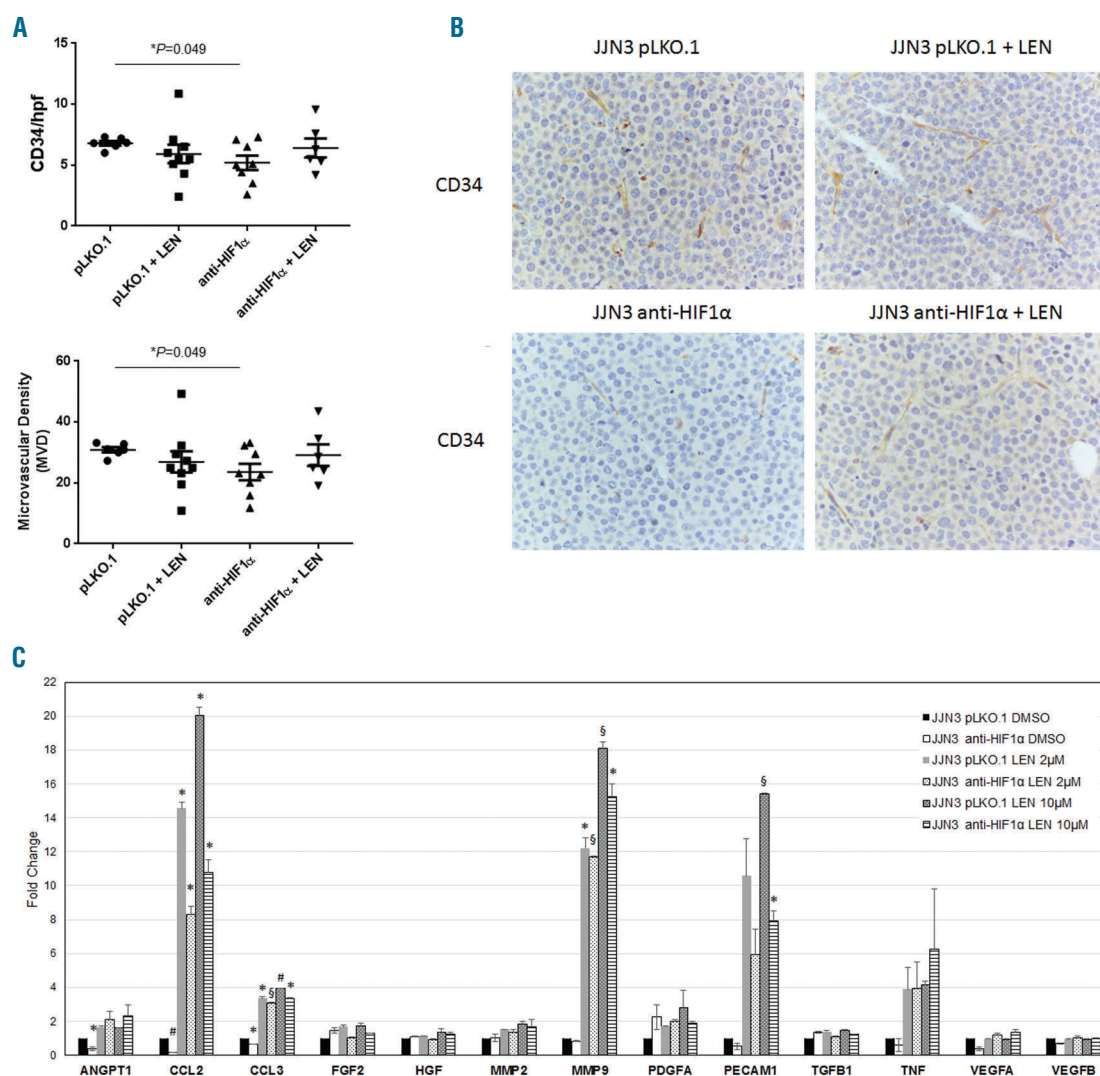 A
15
10
5
0
CD34/hpf
*P=0.049
pLKO.1
pLKO.1 + LEN
anti-HIF1α
anti-HIF1α + LEN
60
40
20
0
Microvascular Density
(MVD)
*P=0.049
pLKO.1
pLKO.1 + LEN
anti-HIF1α
anti-HIF1α + LEN
B
JJN3 pLKO.1
JJN3 pLKO.1 + LEN
CD34
JJN3 anti-HIF1α
JJN3 anti-HIF1α + LEN
CD34
C
22
20
18
16
14
12
10
8
6
4
2
0
Fold Change
JJN3 pLKO.1 DMSO
JJN3 anti-HIF1α DMSO
JJN3 pLKO.1 LEN 2µM
JJN3 anti-HIF1α LEN 2µM
JJN3 pLKO.1 LEN 10µM
JJN3 anti-HIF1α LEN 10µM
* # * * * * * * § # * * § § * § *
ANGPT1 CCL2 CCL3 FGF2 HGF MMP2 MMP9 PDGFA PECAM1 TGFB1 TNF VEGFA VEGFB